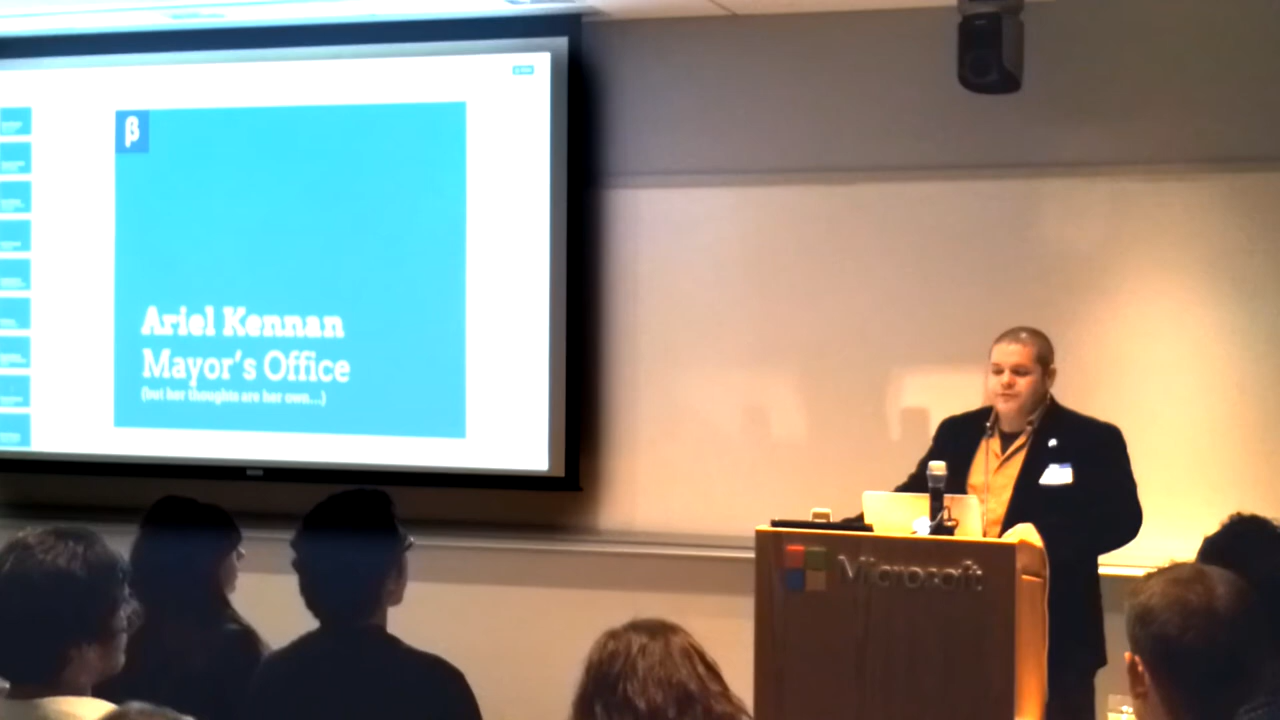 β
Ariel Kennan
Mayor's Office
(but her thoughts are her own...)
Microsoft